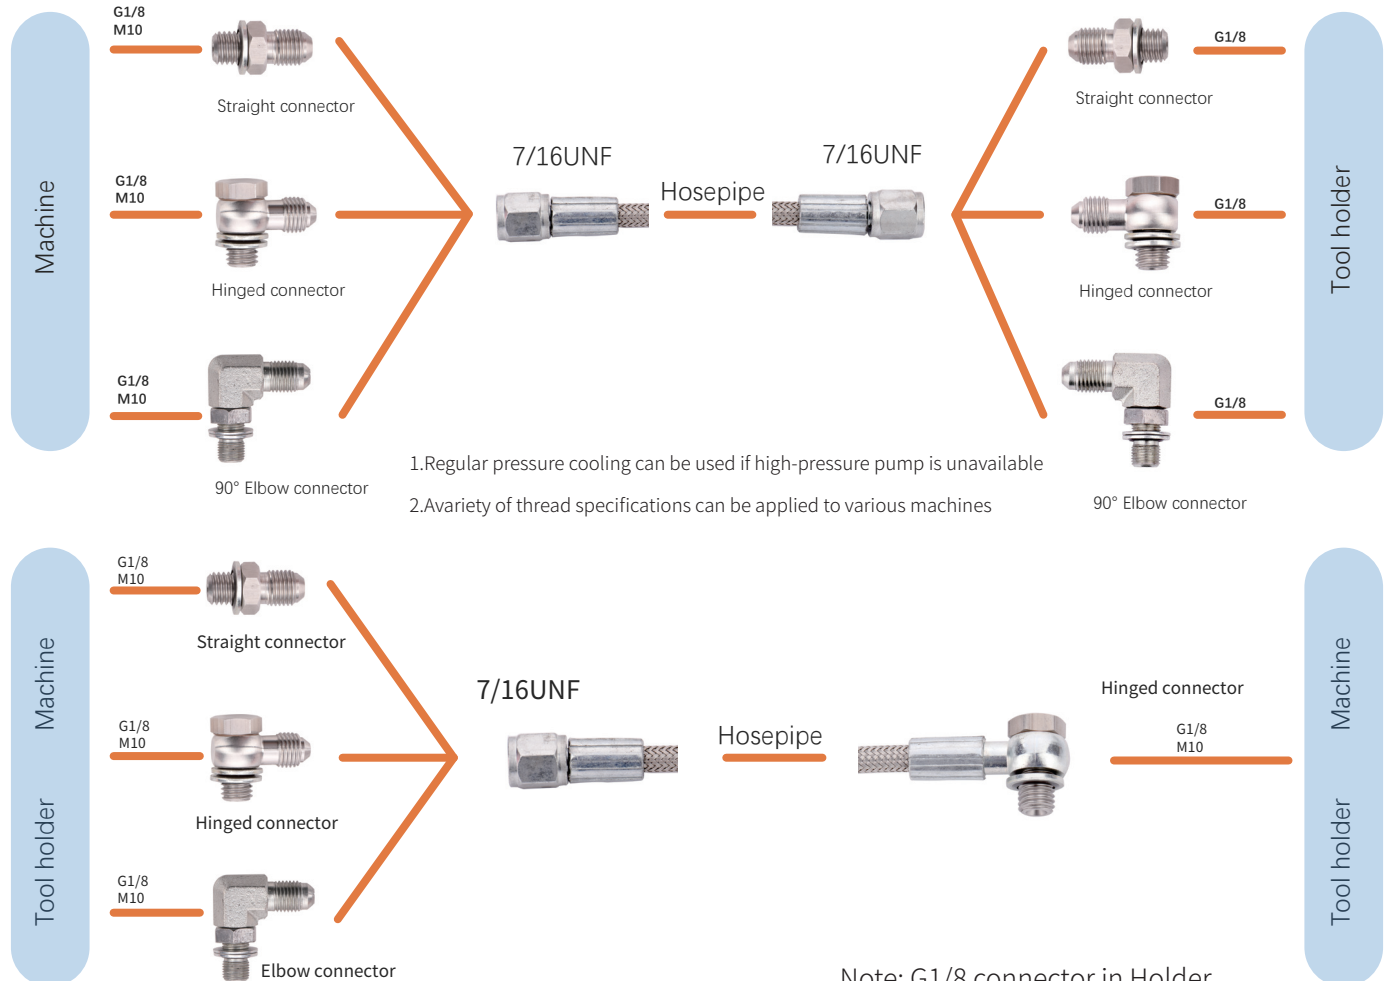 Machine
G1/8
M10
Straight connector
G1/8
M10
Hinged connector
G1/8
M10
90° Elbow connector
7/16UNF
Hosepipe
7/16UNF
G1/8
Straight connector
G1/8
Hinged connector
G1/8
90° Elbow connector
Tool holder
1.Regular pressure cooling can be used if high-pressure pump is unavailable
2.Avariety of thread specifications can be applied to various machines
Machine
Tool holder
G1/8
M10
Straight connector
G1/8
M10
Hinged connector
G1/8
M10
Elbow connector
7/16UNF
Hosepipe
Hinged connector
G1/8
M10
Machine
Tool holder
Note: G1/8 connector in Holder